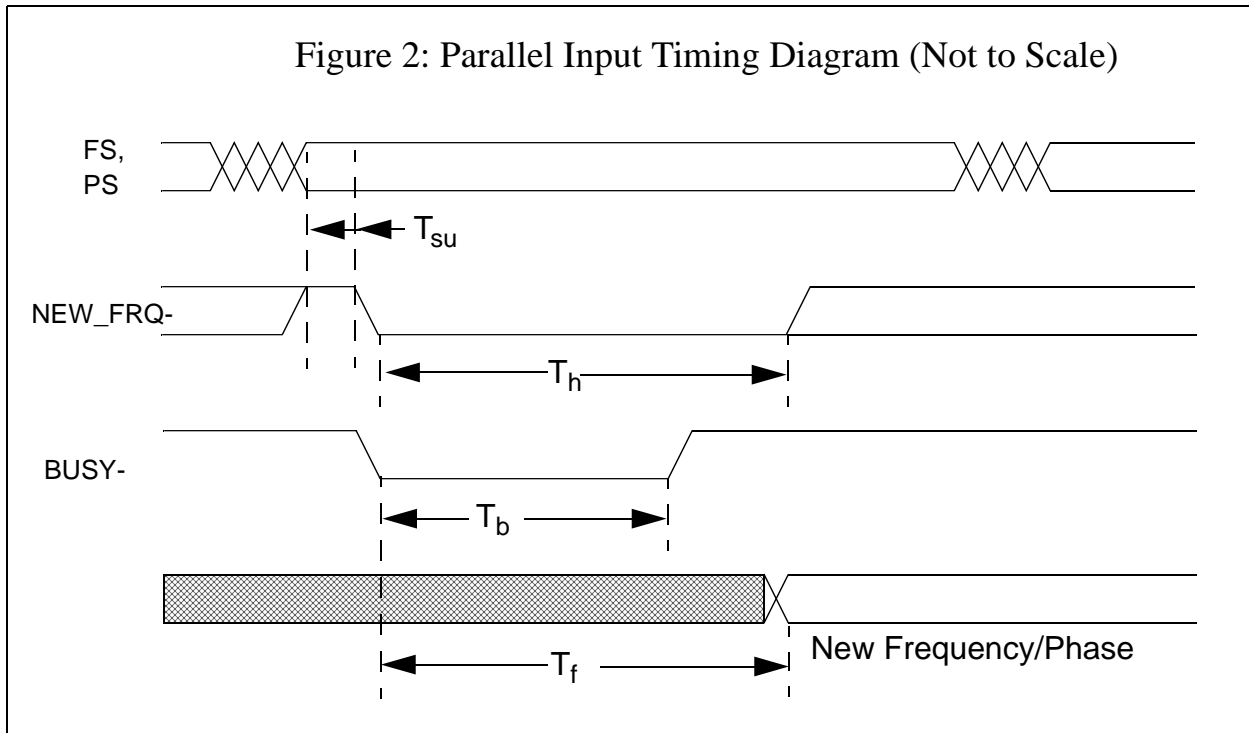 Figure 2: Parallel Input Timing Diagram (Not to Scale)
FS,
PS
Tsu
NEW_FRQ-
Th
BUSY-
Tb
Tf
New Frequency/Phase